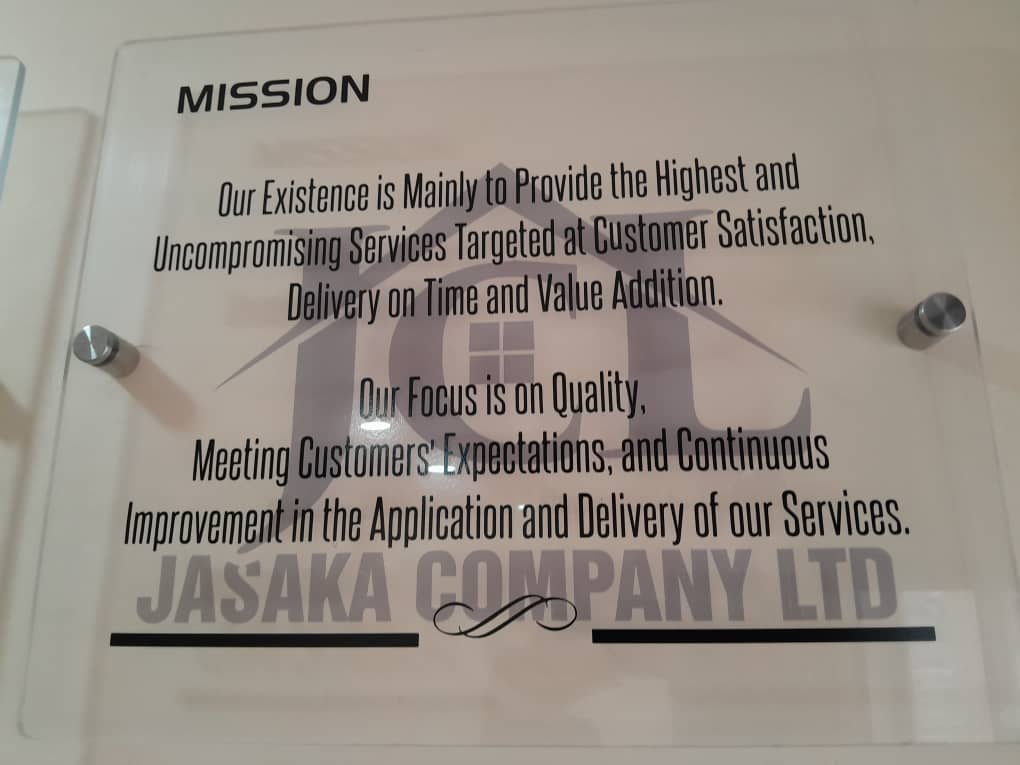 MISSION
Our Existence is Mainly to Provide the Highest and
Uncompromising Services Targeted at Customer Satisfaction,
Delivery on Time and Value Addition.
Our Focus is on Quality,
Meeting Customers' Expectations, and Continuous
Improvement in the Application and Delivery of our Services.
JCL
JASAKA COMPANY LTD